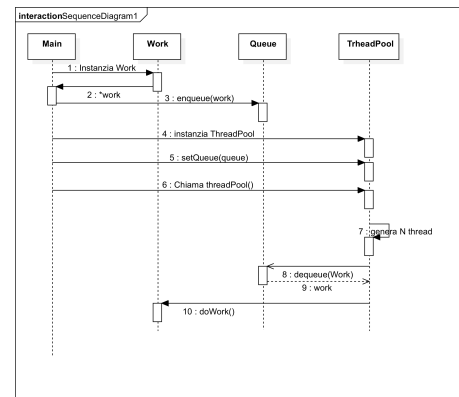 interactionSequenceDiagram1
Main
Work
Queue
TrheadPool
1 : Instanzia Work
2 : *work
3 : enqueue(work)
4 : instanzia ThreadPool
5 : setQueue(queue)
6 : Chiama threadPool()
7 : genera N thread
8 : dequeue(Work)
9 : work
10 : doWork()